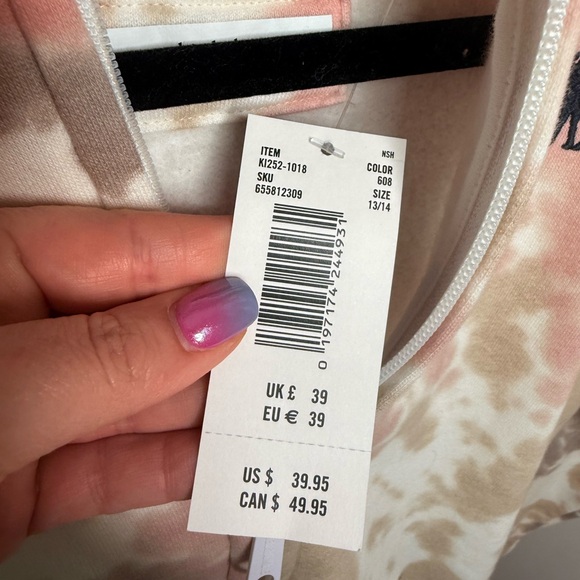 ITEM
KI252-1018
SKU
655812309
NSH
COLOR
608
SIZE
13/14
0 197174 244931
UK £ 39
EU € 39
US $ 39.95
CAN $ 49.95